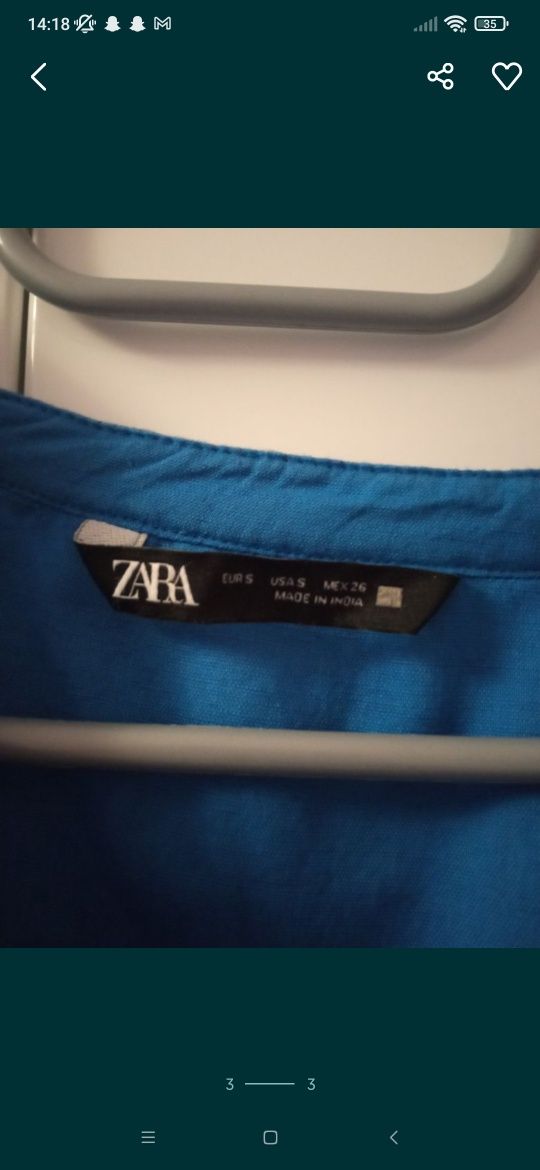 14:18
35
ZARA
EUR S USA S MEX 26
MADE IN INDIA
3 3